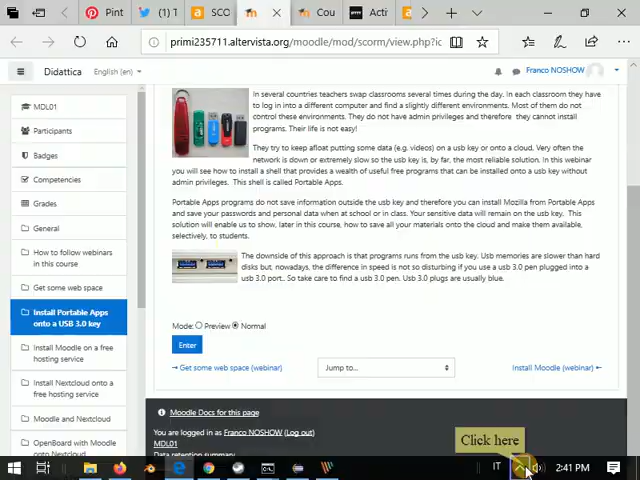 Pint
(1) T
SCO
Cou
Acti
primi235711.altervista.org/moodle/mod/scorm/view.php?ic
Didattica
English (en)
Franco NOSHOW
MDL01
Participants
Badges
Competencies
Grades
General
How to follow webinars
in this course
Get some web space
Install Portable Apps
onto a USB 3.0 key
Install Moodle on a free
hosting service
Install Nextcloud onto a
free hosting service
Moodle and Nextcloud
OpenBoard with Moodle
In several countries teachers swap classrooms several times during the day. In each classroom they have
to log in into a different computer and find a slightly different environments. Most of them do not
control these environments. They do not have admin privileges and therefore they cannot install
programs. Their life is not easy!
They try to keep afloat putting some data (e.g. videos) on a usb key or onto a cloud. Very often the
network is down or extremely slow so the usb key is, by far, the most reliable solution. In this webinar
you will see how to install a shell that provides a wealth of useful free programs that can be installed onto a usb key without
admin privileges. This shell is called Portable Apps.
Portable Apps programs do not save information outside the usb key and therefore you can install Mozilla from Portable Apps
and save your passwords and personal data when at school or in class. Your sensitive data will remain on the usb key. This
solution will enable us to show, later in this course, how to save all your materials onto the cloud and make them available,
selectively, to students.
The downside of this approach is that programs runs from the usb key. Usb memories are slower than hard
disks but, nowadays, the difference in speed is not so disturbing if you use a usb 3.0 pen plugged into a
usb 3.0 port.. So take care to find a usb 3.0 pen. Usb 3.0 plugs are usually blue.
Mode: Preview Normal
Enter
→ Get some web space (webinar)
Jump to...
Install Moodle (webinar) ←
Moodle Docs for this page
You are logged in as Franco NOSHOW (Log out)
MDL01
Data retention summary
Click here
IT
2:41 PM